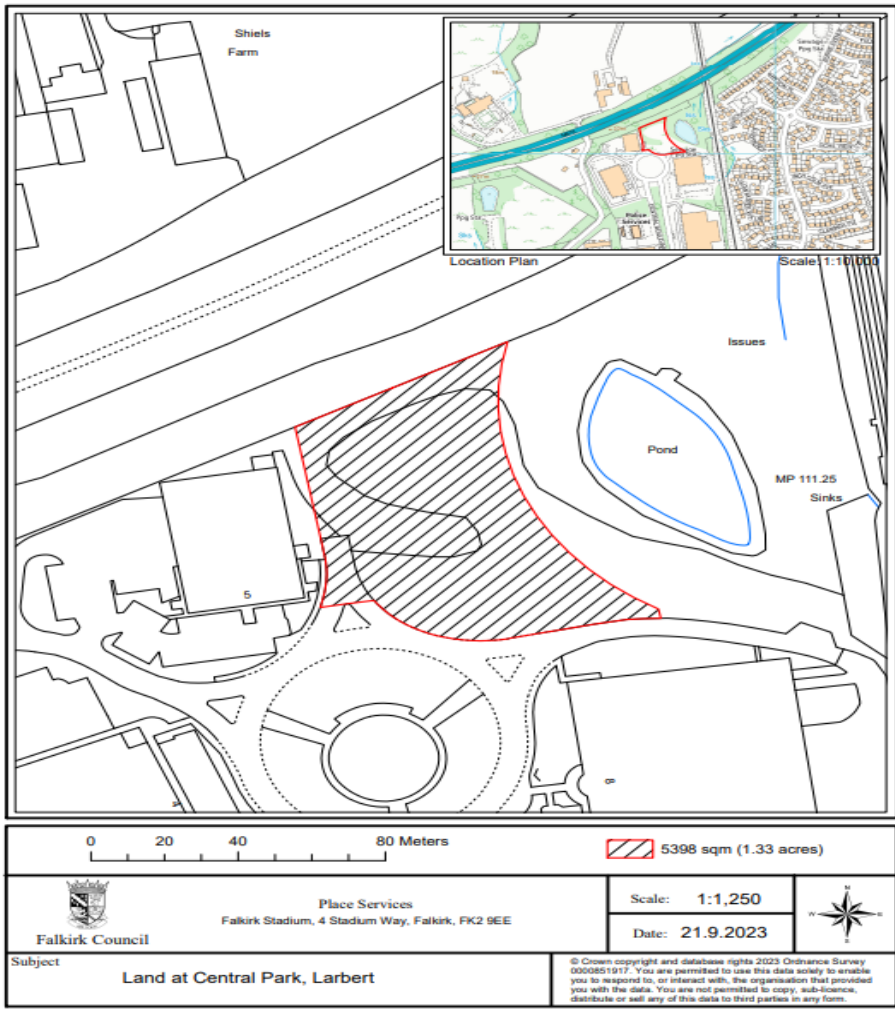 Shiels
Farm
Police
Services
Location Plan
Scale: 1:10,000
Issues
Pond
MP 111.25
Sinks
5
8
0 20 40 80 Meters
5398 sqm (1.33 acres)
Falkirk Council
Place Services
Falkirk Stadium, 4 Stadium Way, Falkirk, FK2 9EE
Scale: 1:1,250
Date: 21.9.2023
N
W
E
S
Subject
Land at Central Park, Larbert
© Crown copyright and database rights 2023 Ordnance Survey
0000851917. You are permitted to use this data solely to enable
you to respond to, or interact with, the organisation that provided
you with the data. You are not permitted to copy, sub-licence,
distribute or sell any of this data to third parties in any form.